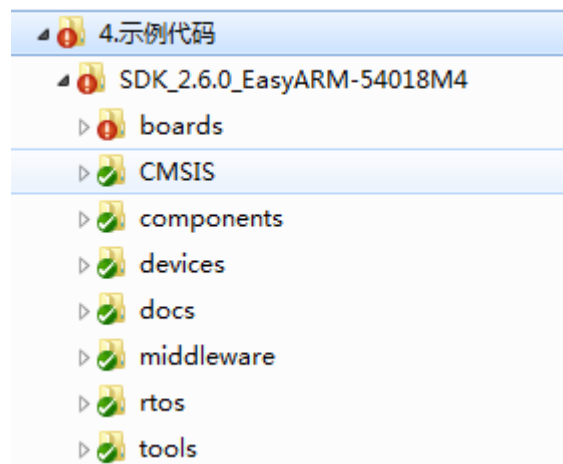 4.示例代码
SDK_2.6.0_EasyARM-54018M4
boards
CMSIS
components
devices
docs
middleware
rtos
tools